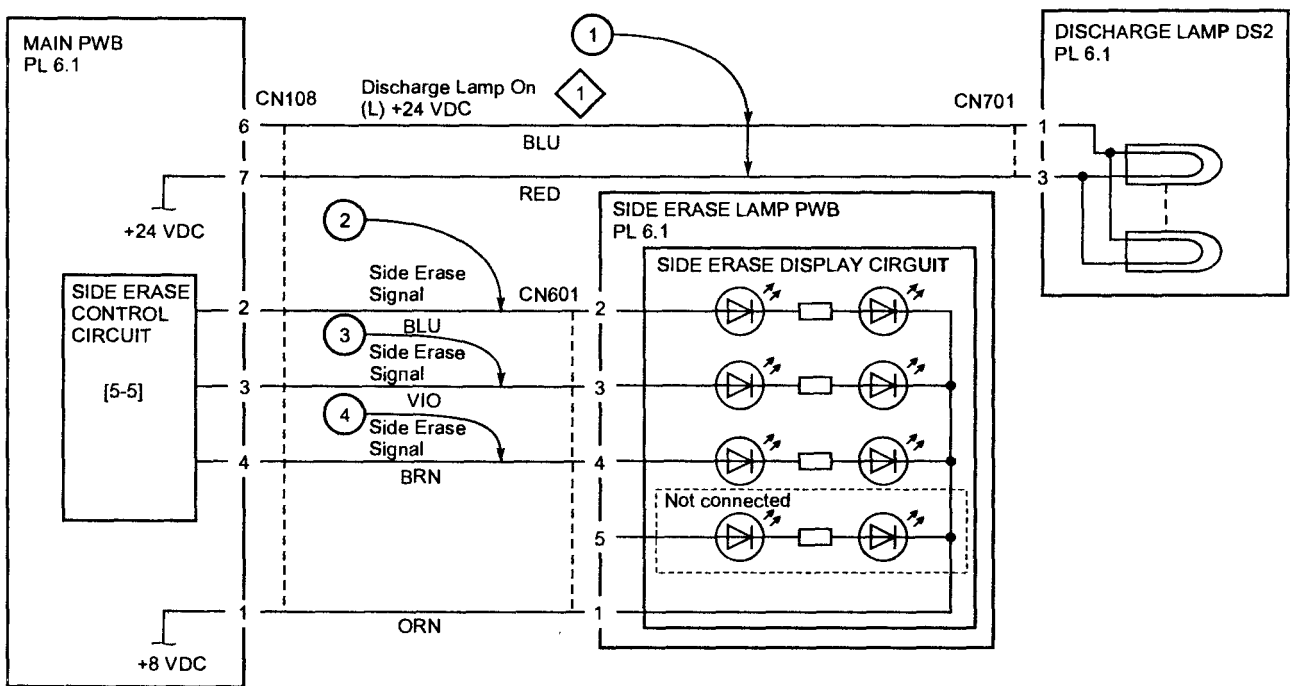 MAIN PWB
PL 6.1
CN108
Discharge Lamp On
(L) +24 VDC
1
1
CN701
DISCHARGE LAMP DS2
PL 6.1
6
BLU
1
7
RED
3
+24 VDC
2
SIDE ERASE LAMP PWB
PL 6.1
SIDE ERASE DISPLAY CIRGUIT
SIDE ERASE
CONTROL
CIRCUIT
[5-5]
Side Erase
Signal
CN601
2
BLU
2
3
Side Erase
Signal
3
VIO
3
4
Side Erase
Signal
4
BRN
4
Not connected
5
1
ORN
1
+8 VDC